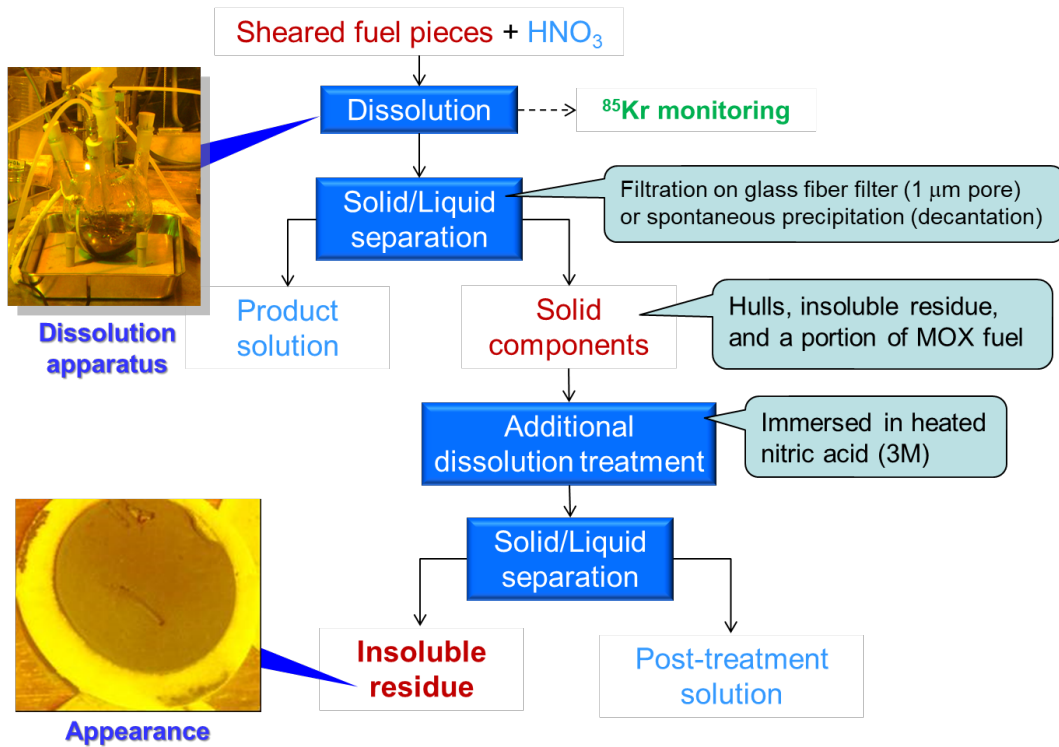 Sheared fuel pieces + HNO₃
Dissolution
⁸⁵Kr monitoring
Solid/Liquid
separation
Filtration on glass fiber filter (1 μm pore)
or spontaneous precipitation (decantation)
Dissolution
apparatus
Product
solution
Solid
components
Hulls, insoluble residue,
and a portion of MOX fuel
Additional
dissolution treatment
Immersed in heated
nitric acid (3M)
Solid/Liquid
separation
Insoluble
residue
Post-treatment
solution
Appearance